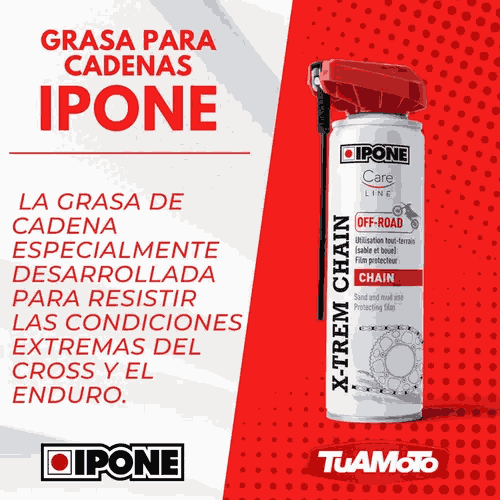 GRASA PARA
CADENAS
IPONE
LA GRASA DE
CADENA
ESPECIALMENTE
DESARROLLADA
PARA RESISTIR
LAS CONDICIONES
EXTREMAS DEL
CROSS Y EL
ENDURO.
IPONE
IPONE
Care
LINE
OFF-ROAD
Utilisation tout-terrain
(sable et boue)
Film protecteur
CHAIN
Sand and mud use
Protecting film
X-TREM CHAIN
TUAMOTO